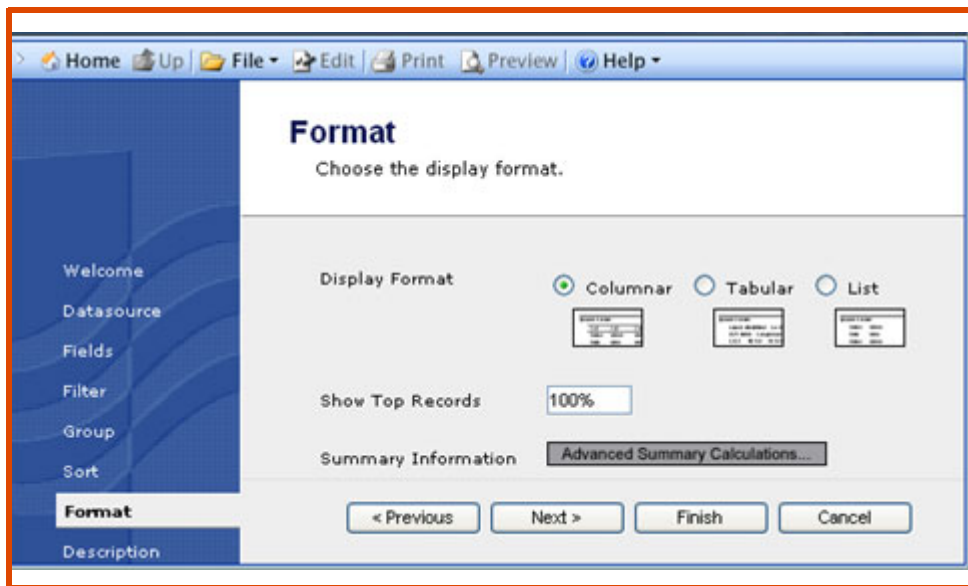 Home Up File Edit Print Preview Help
Format
Choose the display format.
Welcome
Datasource
Fields
Filter
Group
Sort
Format
Description
Display Format
Columnar Tabular List
Show Top Records 100%
Summary Information Advanced Summary Calculations...
< Previous Next > Finish Cancel